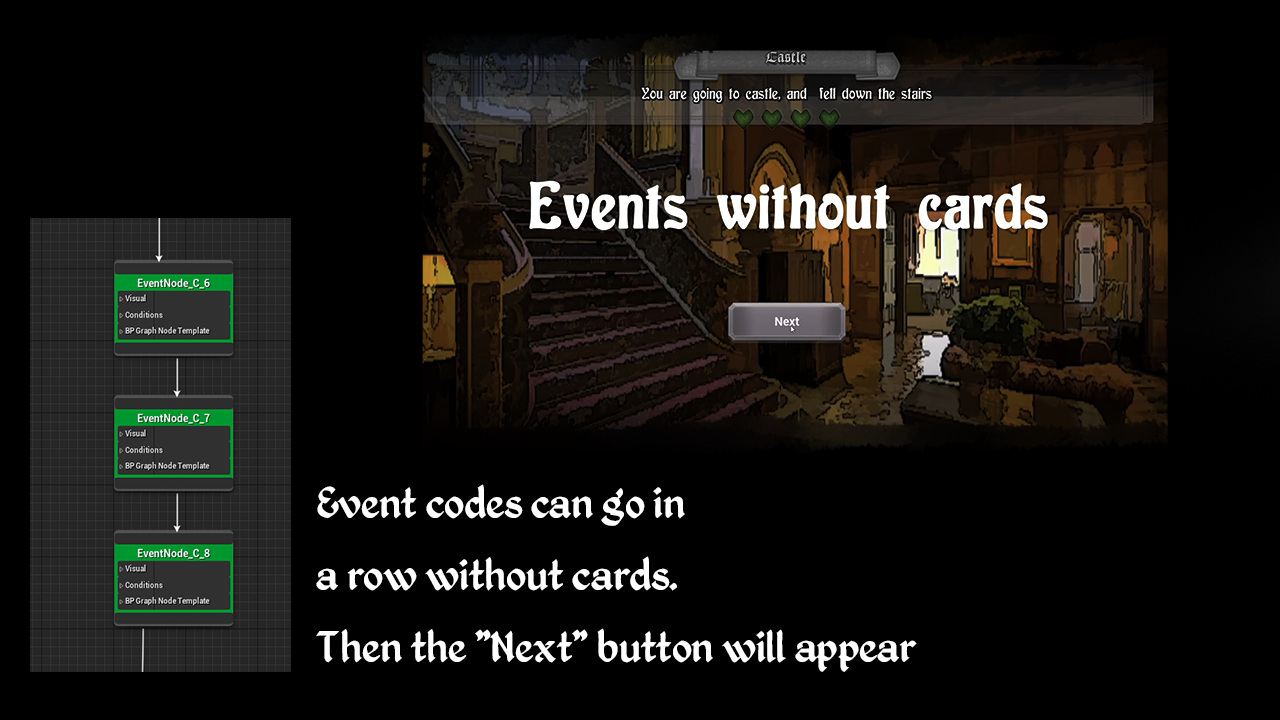 Castle
You are going to castle, and fell down the stairs
Events without cards
Next
EventNode_C_6
Visual
Conditions
BP Graph Node Template
EventNode_C_7
Visual
Conditions
BP Graph Node Template
EventNode_C_8
Visual
Conditions
BP Graph Node Template
Event codes can go in
a row without cards.
Then the "Next" button will appear